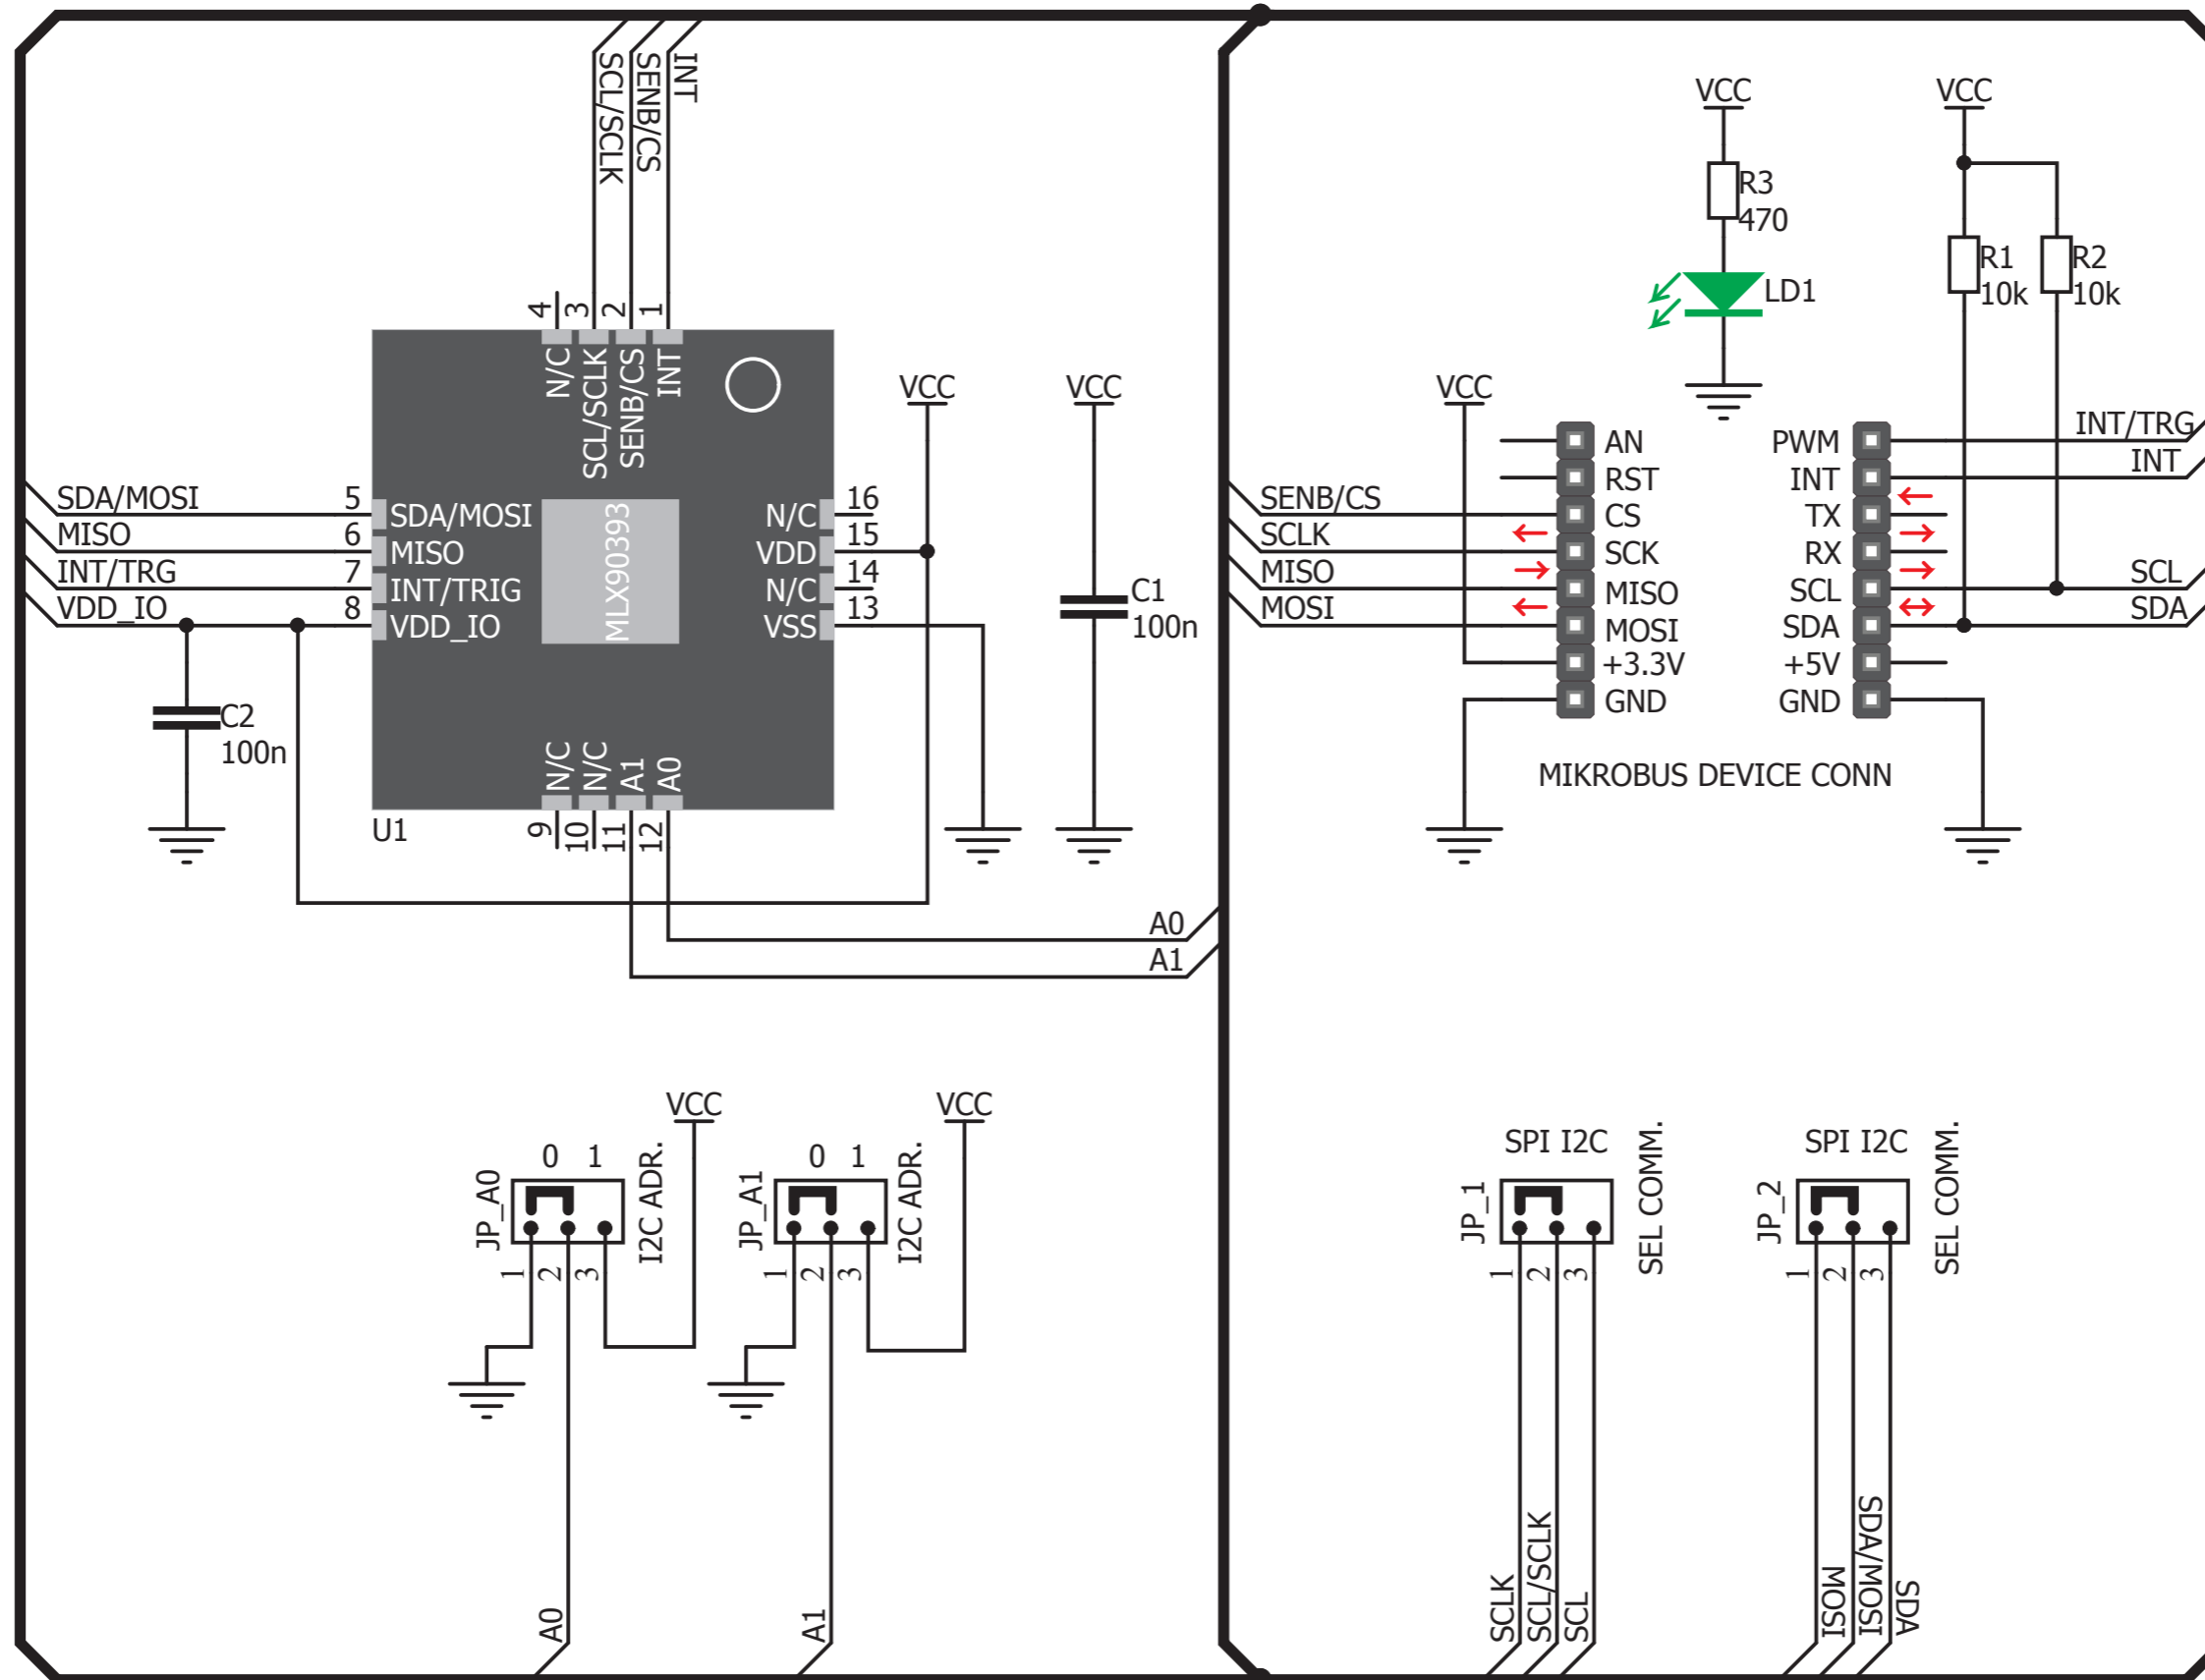 SCL/SCLK
SENB/CS
INT
4
3
2
1
N/C
SCL/SCLK
SENB/CS
INT
SDA/MOSI
5
SDA/MOSI
MISO
6
MISO
INT/TRG
7
INT/TRIG
VDD_IO
8
VDD_IO
MLX90393
N/C
16
VDD
15
N/C
14
VSS
13
N/C
N/C
A1
A0
9
10
11
12
U1
C2
100n
VCC
VCC
C1
100n
A0
A1
VCC
R3
470
LD1
VCC
R1
10k
R2
10k
VCC
SENB/CS
SCLK
MISO
MOSI
AN
RST
CS
SCK
MISO
MOSI
+3.3V
GND
PWM
INT
TX
RX
SCL
SDA
+5V
GND
INT/TRG
INT
SCL
SDA
MIKROBUS DEVICE CONN
VCC
0 1
JP_A0
I2C ADR.
1
2
3
A0
VCC
0 1
JP_A1
I2C ADR.
1
2
3
A1
SPI I2C
JP_1
SEL COMM.
1
2
3
SCLK
SCL/SCLK
SCL
SPI I2C
JP_2
SEL COMM.
1
2
3
MOSI
SDA/MOSI
SDA